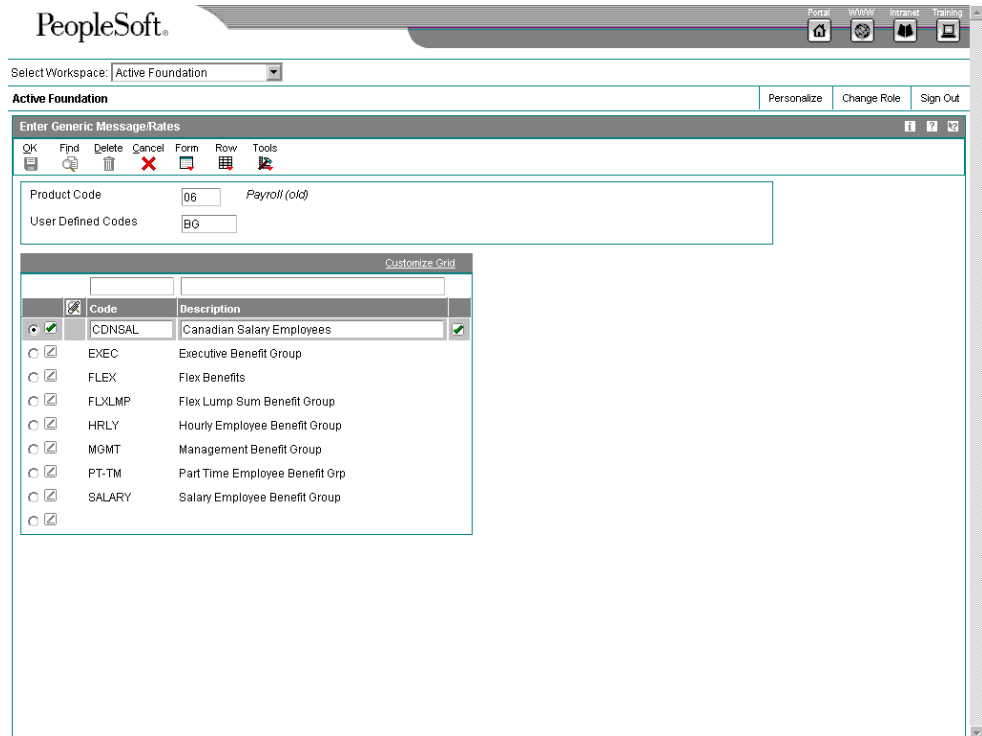 PeopleSoft®
Portal WWW Intranet Training
Select Workspace: Active Foundation
Active Foundation Personalize Change Role Sign Out
Enter Generic Message/Rates
OK Find Delete Cancel Form Row Tools
Product Code 06 Payroll (old)
User Defined Codes BG
Customize Grid
Code Description
CDNSAL Canadian Salary Employees
EXEC Executive Benefit Group
FLEX Flex Benefits
FLXLMP Flex Lump Sum Benefit Group
HRLY Hourly Employee Benefit Group
MGMT Management Benefit Group
PT-TM Part Time Employee Benefit Grp
SALARY Salary Employee Benefit Group